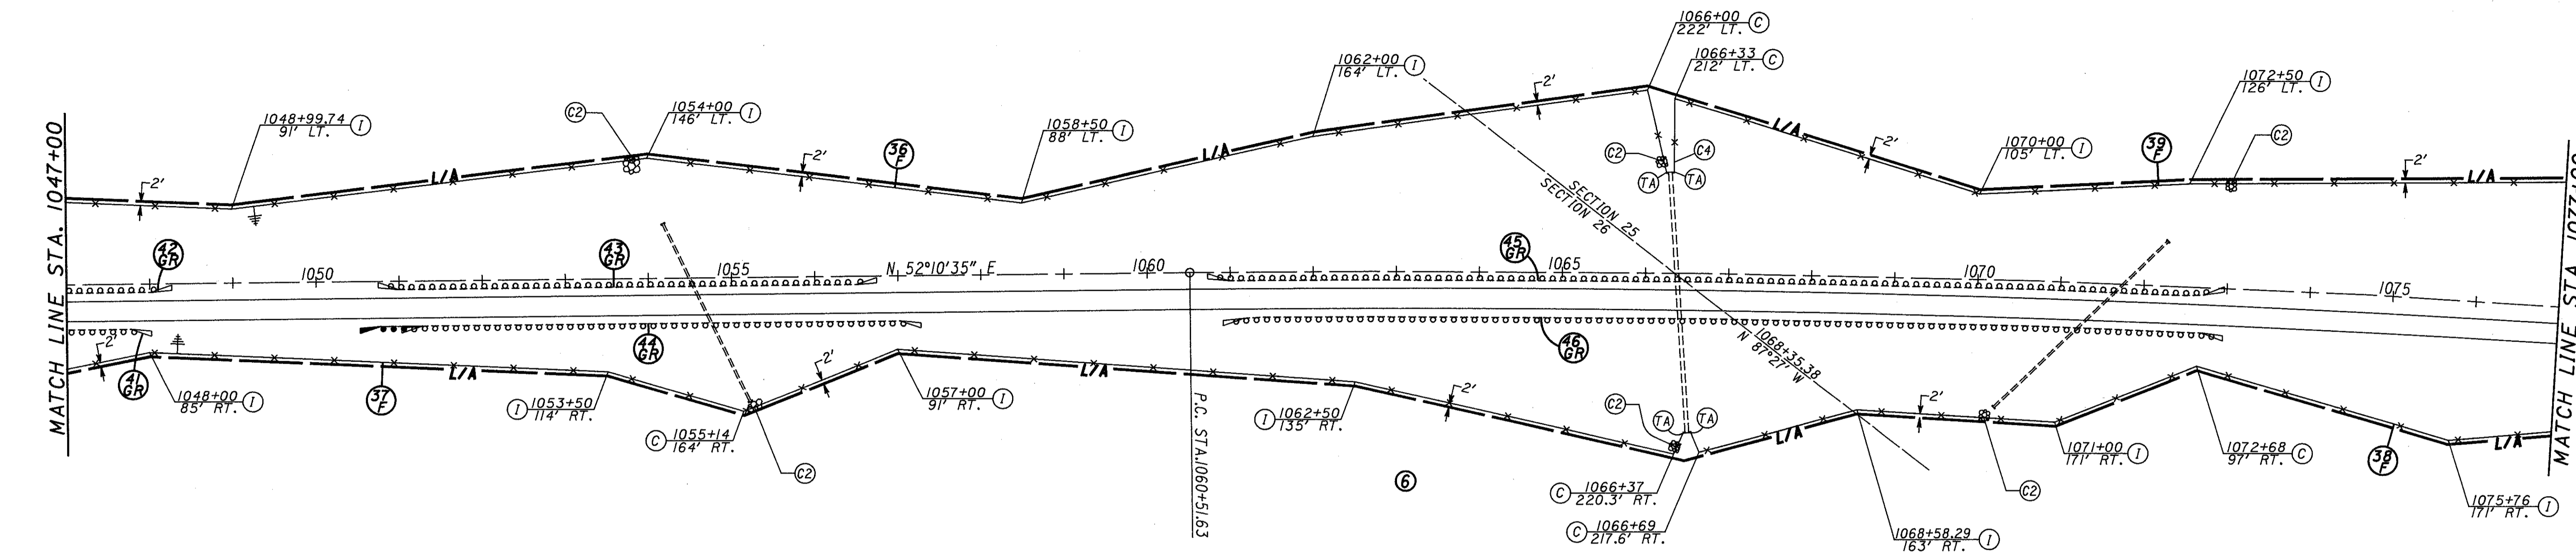 MATCH LINE STA. 1047+00
1048+99.74
91' LT.
I
C2
1054+00
146' LT.
I
36
F
1058+50
88' LT.
I
1062+00
164' LT.
I
1066+00
222' LT.
C
1066+33
212' LT.
C
1072+50
126' LT.
I
1070+00
105' LT.
I
39
F
C2
2'
L/A
2'
L/A
2'
C2
C4
TA
TA
L/A
2'
2'
L/A
SECTION 25
SECTION 26
42
GR
1050
43
GR
1055
N 52°10'35" E
1060
45
GR
1065
1070
1075
2'
41
GR
1048+00
85' RT.
I
37
F
L/A
I
1053+50
114' RT.
44
GR
C
1055+14
164' RT.
C2
2'
1057+00
91' RT.
I
L/A
P.C. STA.1060+51.63
I
1062+50
135' RT.
2'
46
GR
1068+35.38
N 87°27' W
C2
TA
TA
L/A
6
C
1066+37
220.3' RT.
C
1066+69
217.6' RT.
2'
1068+58.29
163' RT.
I
C2
1071+00
171' RT.
I
1072+68
97' RT.
C
38
F
L/A
1075+76
171' RT.
I
MATCH LINE STA